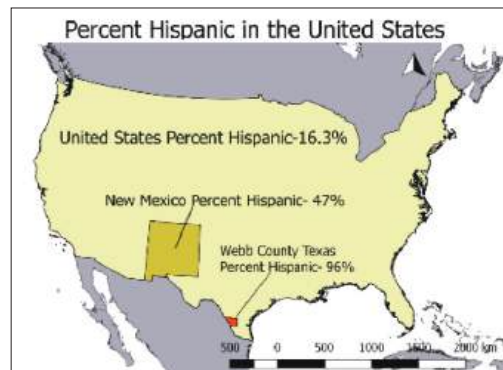 Percent Hispanic in the United States
United States Percent Hispanic-16.3%
New Mexico Percent Hispanic- 47%
Webb County Texas
Percent Hispanic- 96%
500 0 500 1000 1500 2000 km